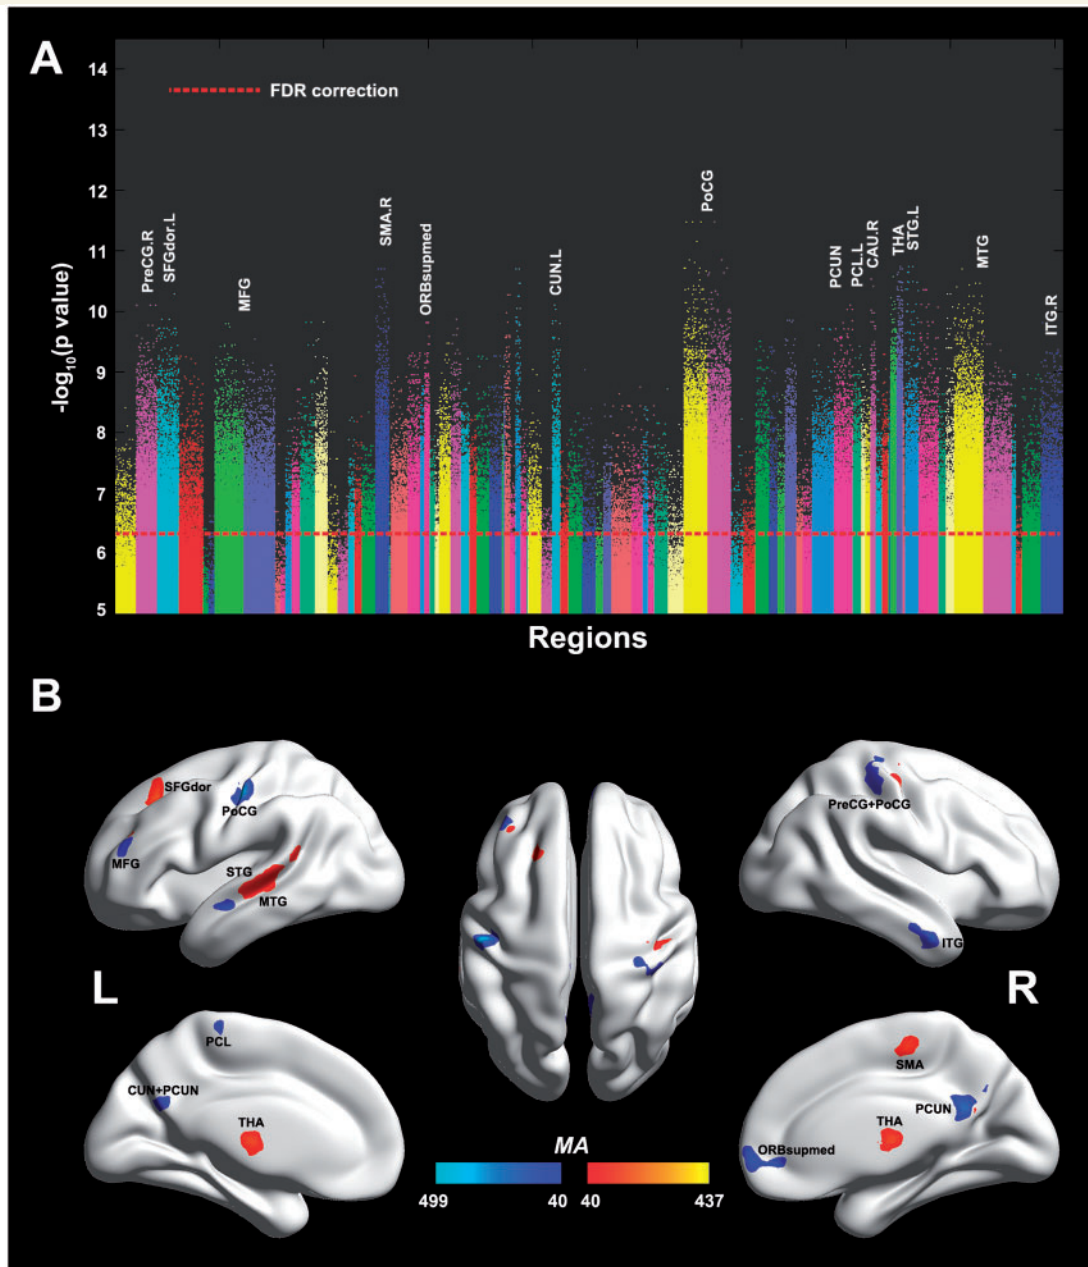 A
FDR correction
-log10(p value)
14
13
12
11
10
9
8
7
6
5
PreCG.R
SFGdor.L
MFG
SMA.R
ORBsupmed
CUN.L
PoCG
PCUN
PCL.L
CAU.R
THA
STG.L
MTG
ITG.R
Regions
B
SFGdor
PoCG
MFG
STG
MTG
PreCG+PoCG
ITG
L
R
PCL
CUN+PCUN
THA
SMA
PCUN
THA
ORBsupmed
MA
499 40 40 437